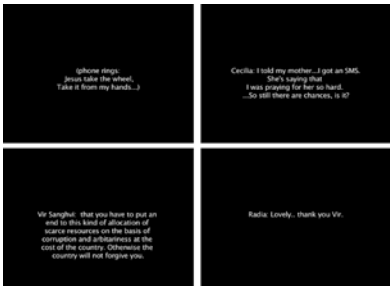 (phone rings:
Jesus take the wheel,
Take it from my hands...)
Cecilia: I told my mother...I got an SMS.
She's saying that
I was praying for her so hard.
...So still there are chances, is it?
Vir Sanghvi:  that you have to put an
end to this kind of allocation of
scarce resources on the basis of
corruption and arbitariness at the
cost of the country. Otherwise the
country will not forgive you.
Radia: Lovely.. thank you Vir.